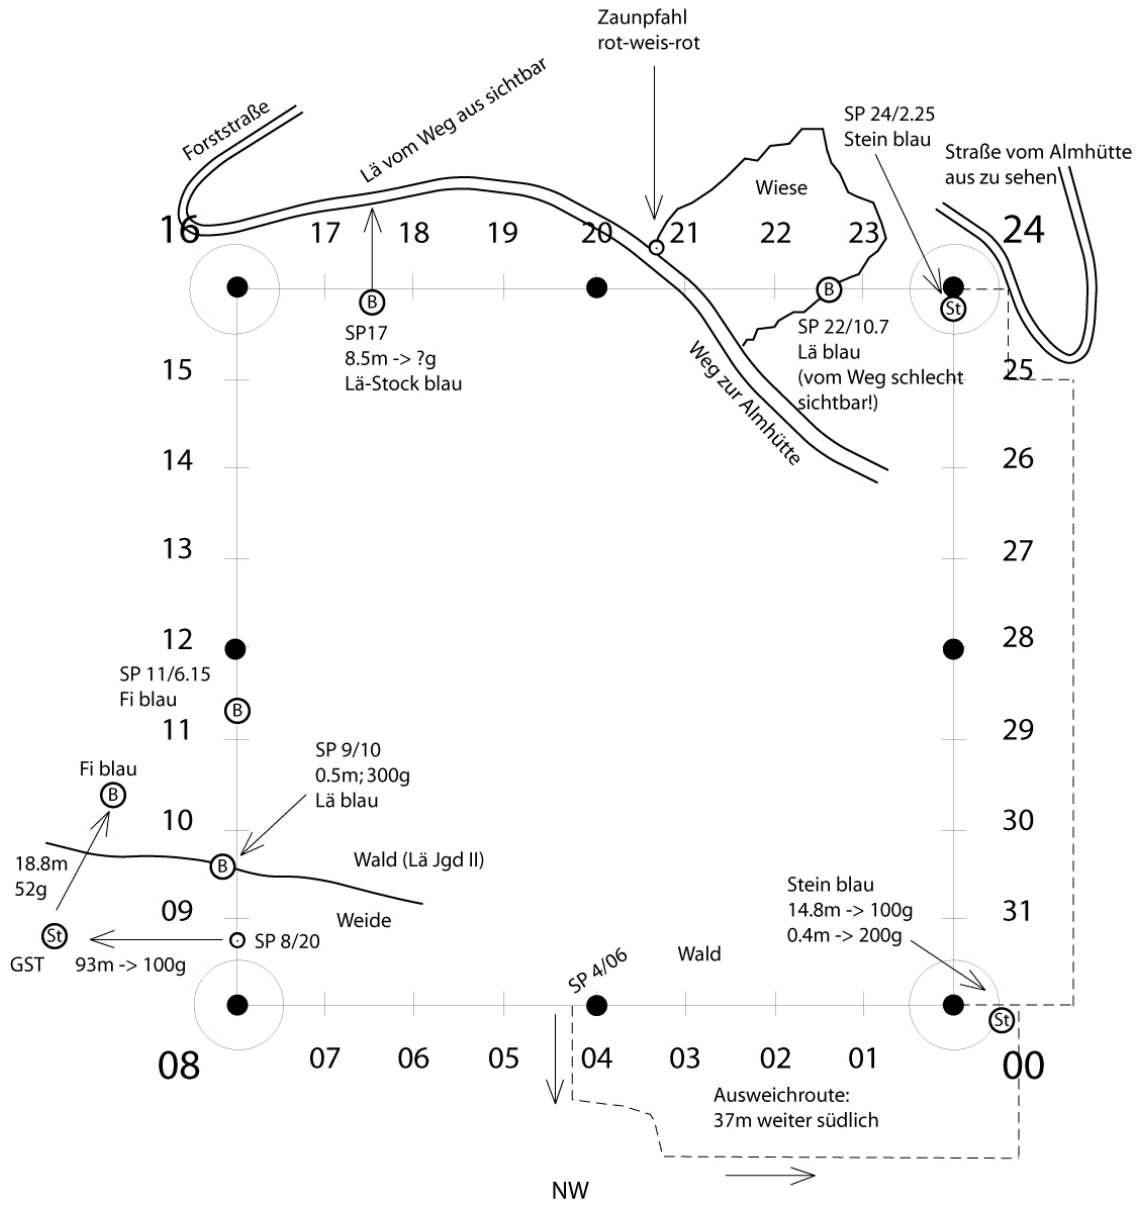 Zaunpfahl
rot-weis-rot
Forststraße
Lä vom Weg aus sichtbar
SP 24/2.25
Stein blau
Straße vom Almhütte
aus zu sehen
Wiese
16
17
18
19
20
21
22
23
24
B
B
St
SP17
8.5m -> ?g
Lä-Stock blau
SP 22/10.7
Lä blau
(vom Weg schlecht
sichtbar!)
Weg zur Almhütte
15
25
14
26
13
27
12
28
SP 11/6.15
Fi blau
B
11
29
SP 9/10
0.5m; 300g
Lä blau
Fi blau
B
10
30
18.8m
52g
B
Wald (Lä Jgd II)
Stein blau
14.8m -> 100g
0.4m -> 200g
09
31
Weide
St
SP 8/20
GST
93m -> 100g
SP 4/06
Wald
St
08
07
06
05
04
03
02
01
00
Ausweichroute:
37m weiter südlich
NW